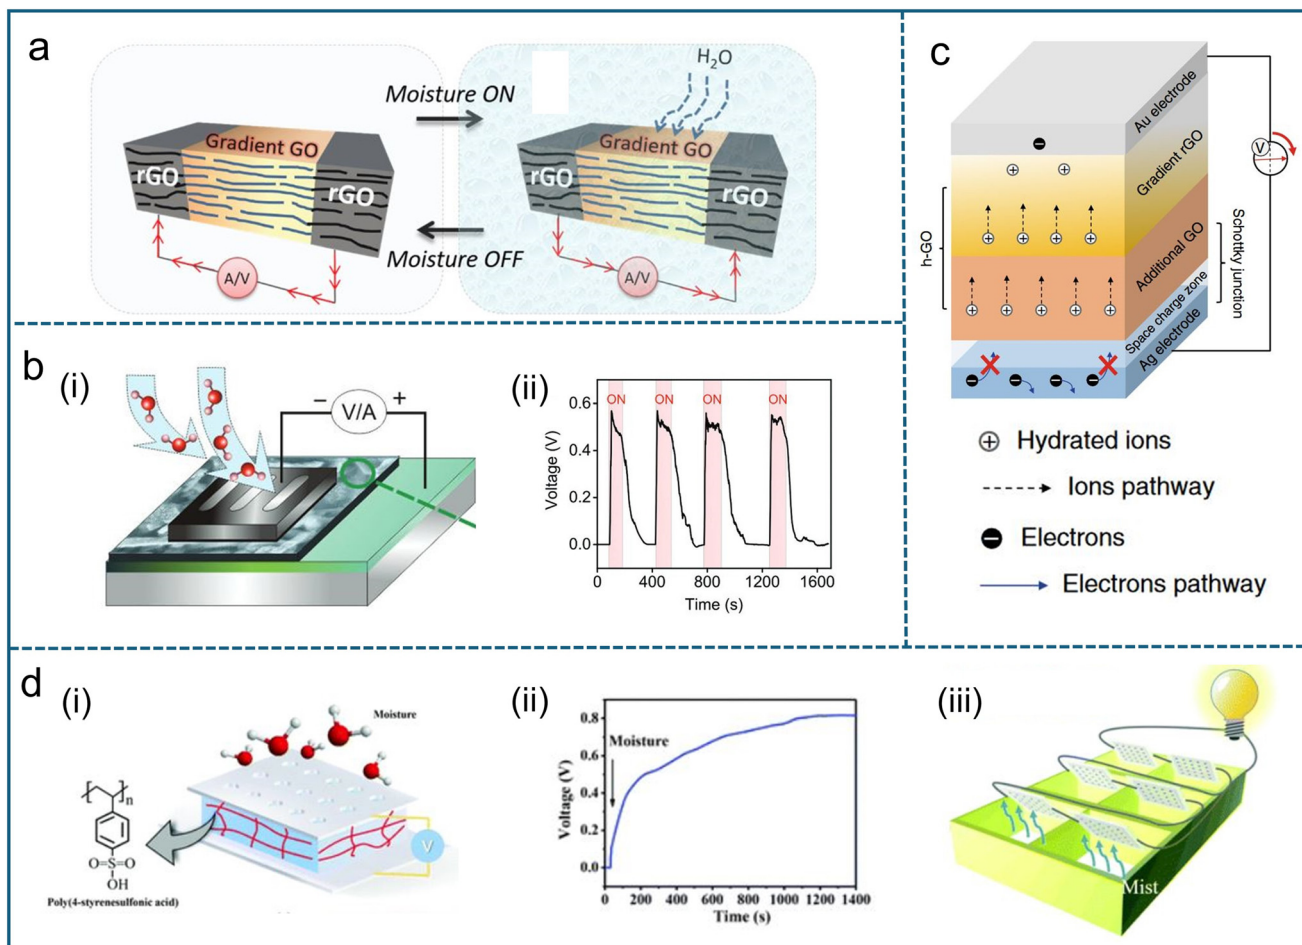 a
Moisture ON
Moisture OFF
Gradient GO
rGO
rGO
A/V
H2O
Gradient GO
rGO
rGO
A/V
b
(i)
− V/A +
(ii)
ON
ON
ON
ON
Voltage (V)
0.6
0.4
0.2
0.0
0
400
800
1200
1600
Time (s)
c
Au electrode
Gradient rGO
Additional GO
Space charge zone
Ag electrode
Schottky junction
h-GO
V
Hydrated ions
Ions pathway
Electrons
Electrons pathway
d
(i)
Moisture
V
n
O=S=O
OH
Poly(4-styrenesulfonic acid)
(ii)
Moisture
Voltage (V)
0.8
0.6
0.4
0.2
0.0
0
200
400
600
800
1000
1200
1400
Time (s)
(iii)
Mist